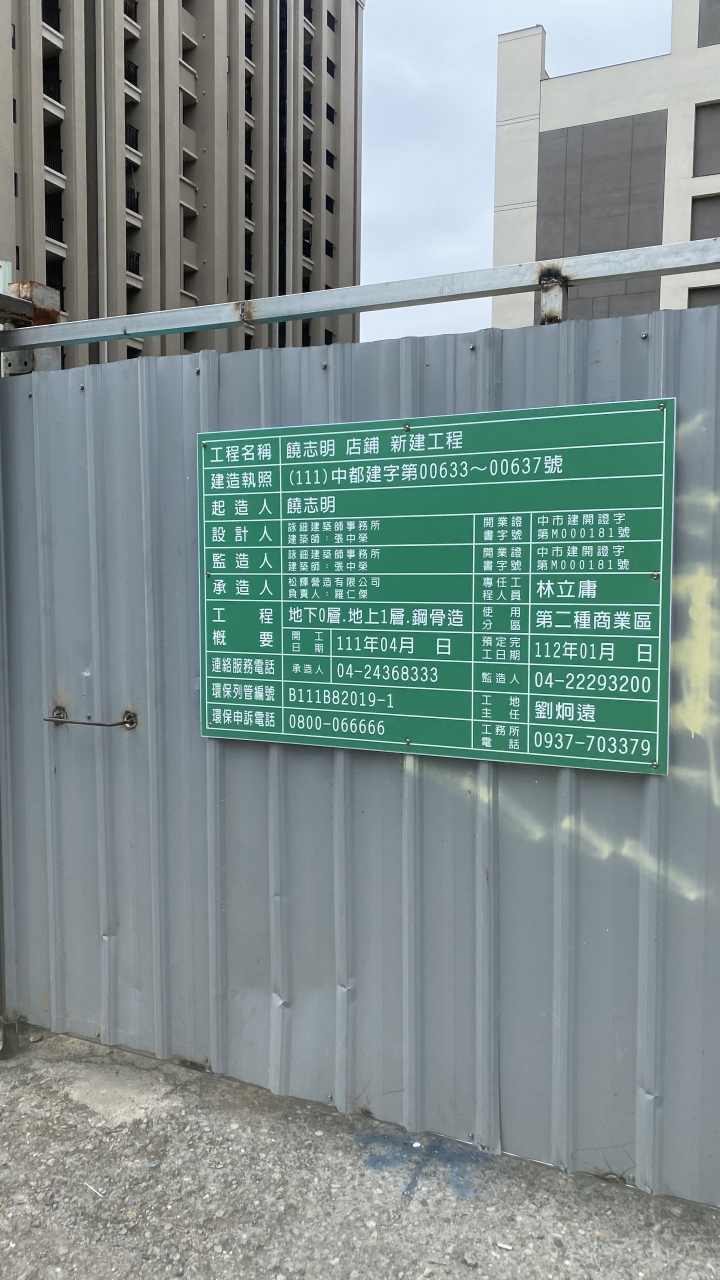 工程名稱 饒志明 店鋪 新建工程
建造執照 (111)中都建字第00633～00637號
起造人 饒志明
設計人 詠鈕建築師事務所 建築師：張中榮 開業證書字號 中市建開證字第M000181號
監造人 詠鈕建築師事務所 建築師：張中榮 開業證書字號 中市建開證字第M000181號
承造人 松輝營造有限公司 負責人：羅仁傑 專任工程人員 林立庸
工程概要 地下0層.地上1層.鋼骨造 使用分區 第二種商業區
開工日期 111年04月 日 預定完工日期 112年01月 日
連絡服務電話 承造人 04-24368333 監造人 04-22293200
環保列管編號 B111B82019-1 工地主任 劉炯遠
環保申訴電話 0800-066666 工務所電話 0937-703379